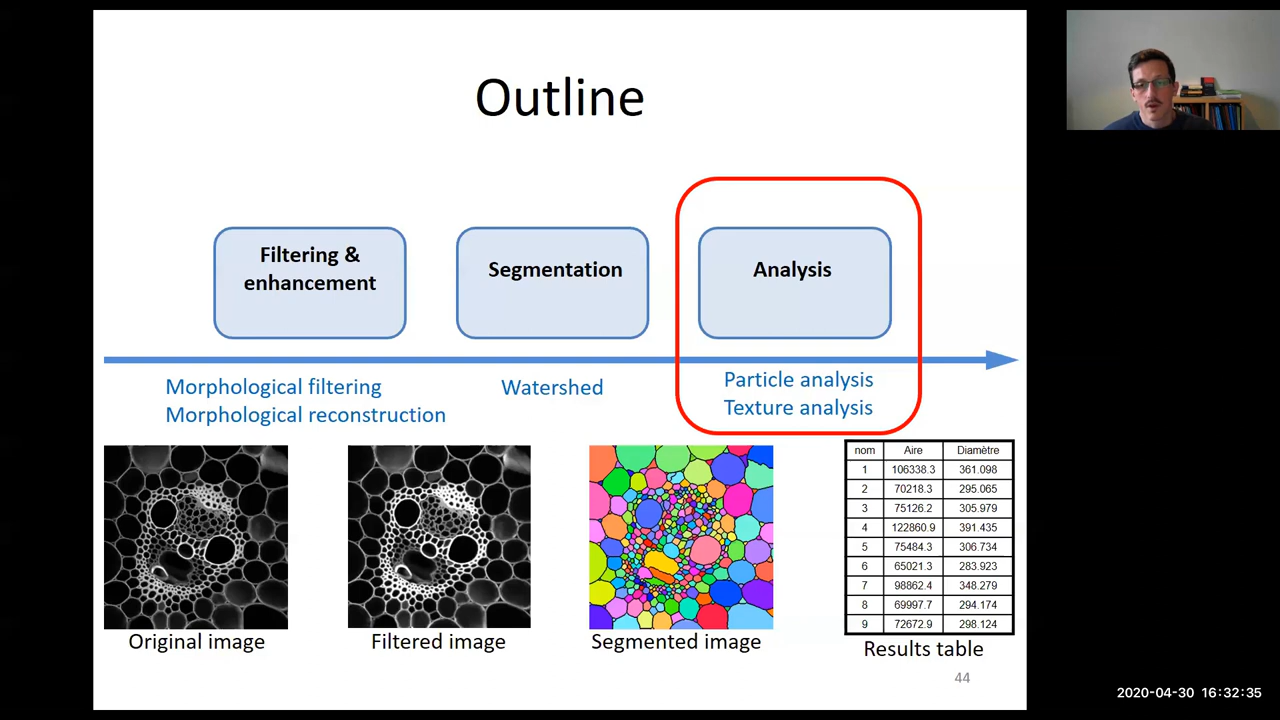 Outline
Filtering &
enhancement
Segmentation
Analysis
Morphological filtering
Morphological reconstruction
Watershed
Particle analysis
Texture analysis
nom Aire Diamètre
1 106338.3 361.098
2 70218.3 295.065
3 75126.2 305.979
4 122860.9 391.435
5 75484.3 306.734
6 65021.3 283.923
7 98862.4 348.279
8 69997.7 294.174
9 72672.9 298.124
Original image
Filtered image
Segmented image
Results table
44
2020-04-30 16:32:35